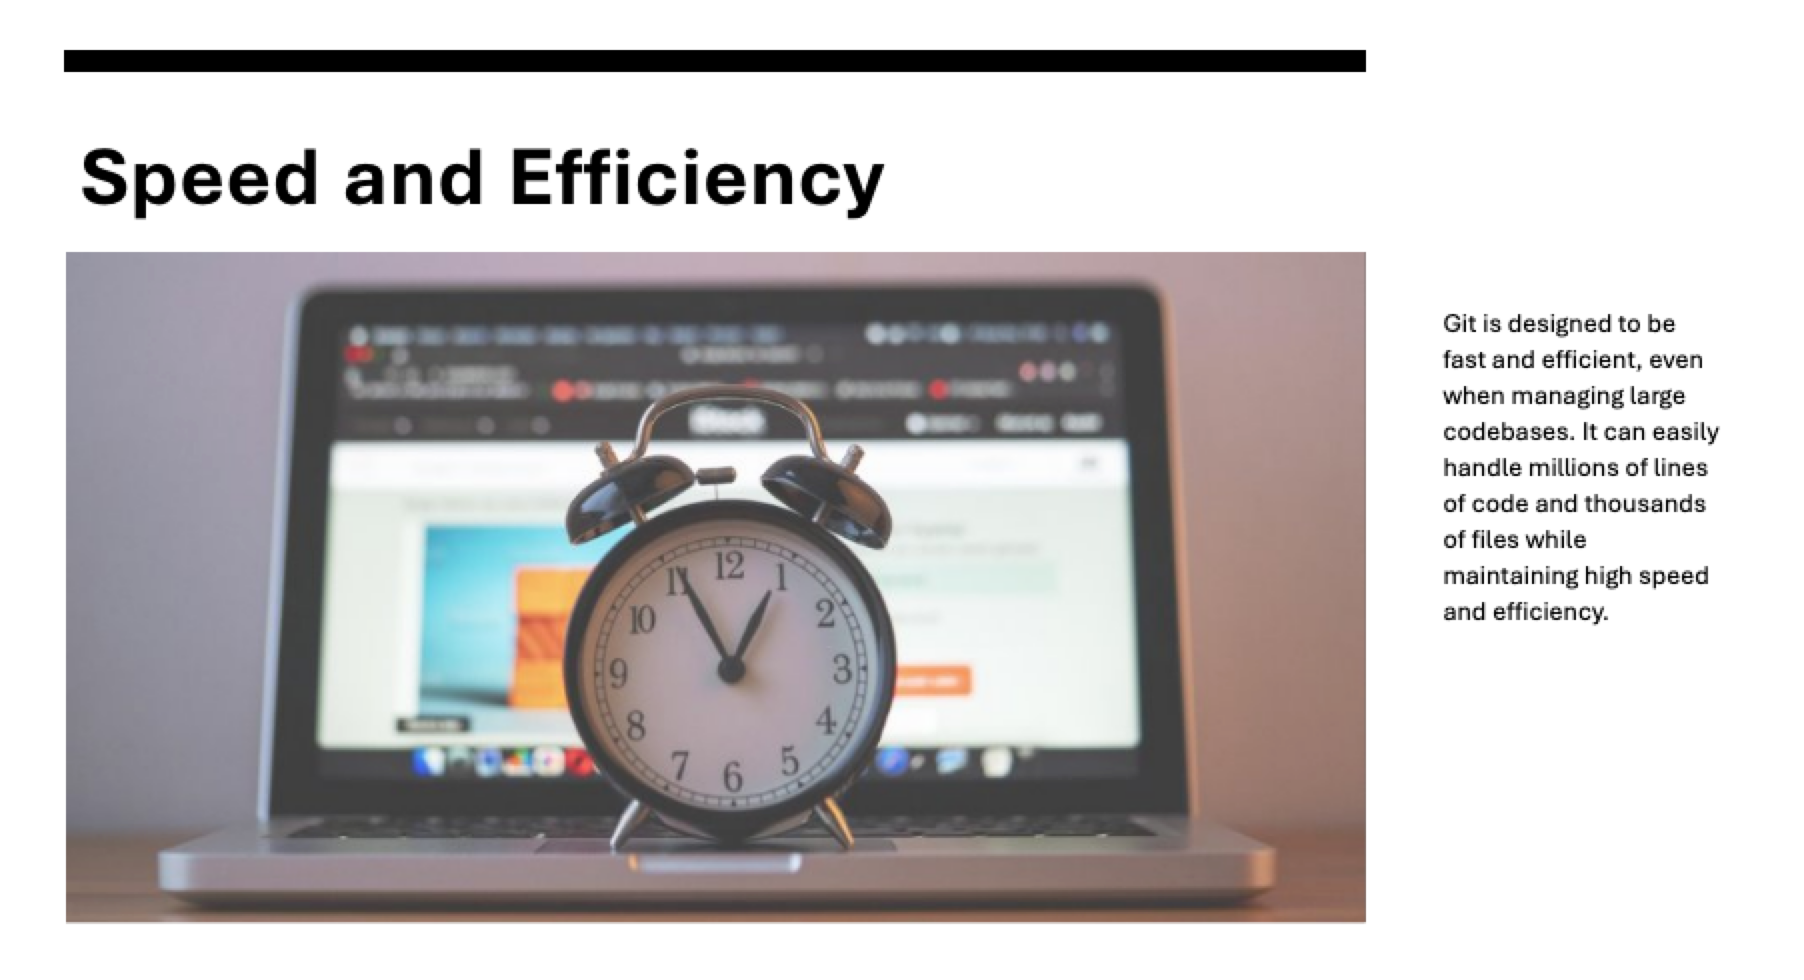 Speed and Efficiency
Git is designed to be
fast and efficient, even
when managing large
codebases. It can easily
handle millions of lines
of code and thousands
of files while
maintaining high speed
and efficiency.
12
1
2
3
4
5
6
7
8
9
10
11